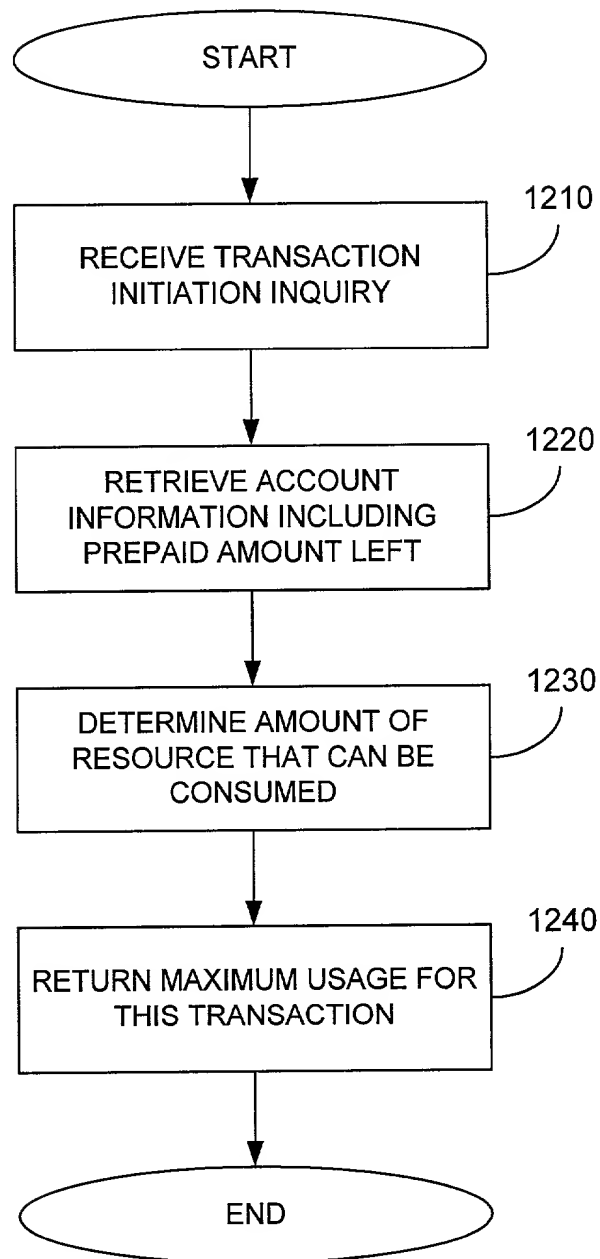 START
1210
RECEIVE TRANSACTION
INITIATION INQUIRY
1220
RETRIEVE ACCOUNT
INFORMATION INCLUDING
PREPAID AMOUNT LEFT
1230
DETERMINE AMOUNT OF
RESOURCE THAT CAN BE
CONSUMED
1240
RETURN MAXIMUM USAGE FOR
THIS TRANSACTION
END